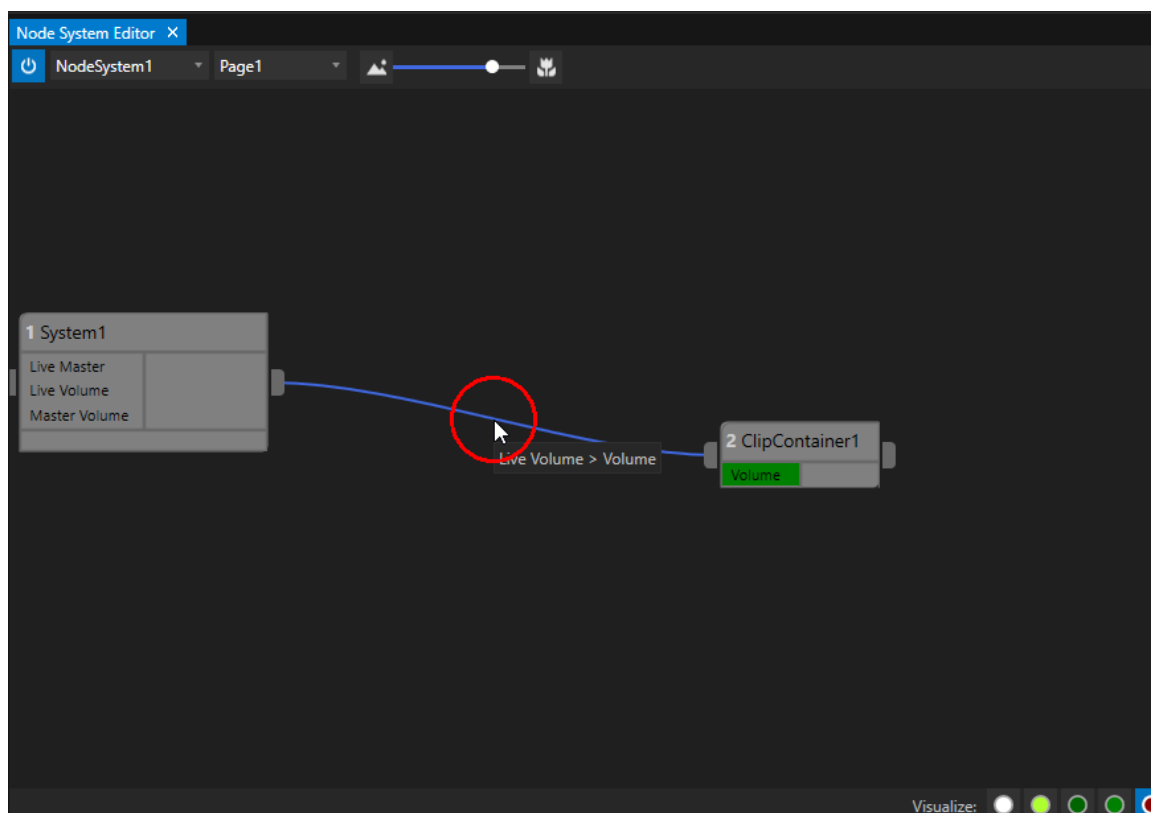 Node System Editor ×
NodeSystem1 Page1
1 System1
Live Master
Live Volume
Master Volume
2 ClipContainer1
Live Volume > Volume
Volume
Visualize: